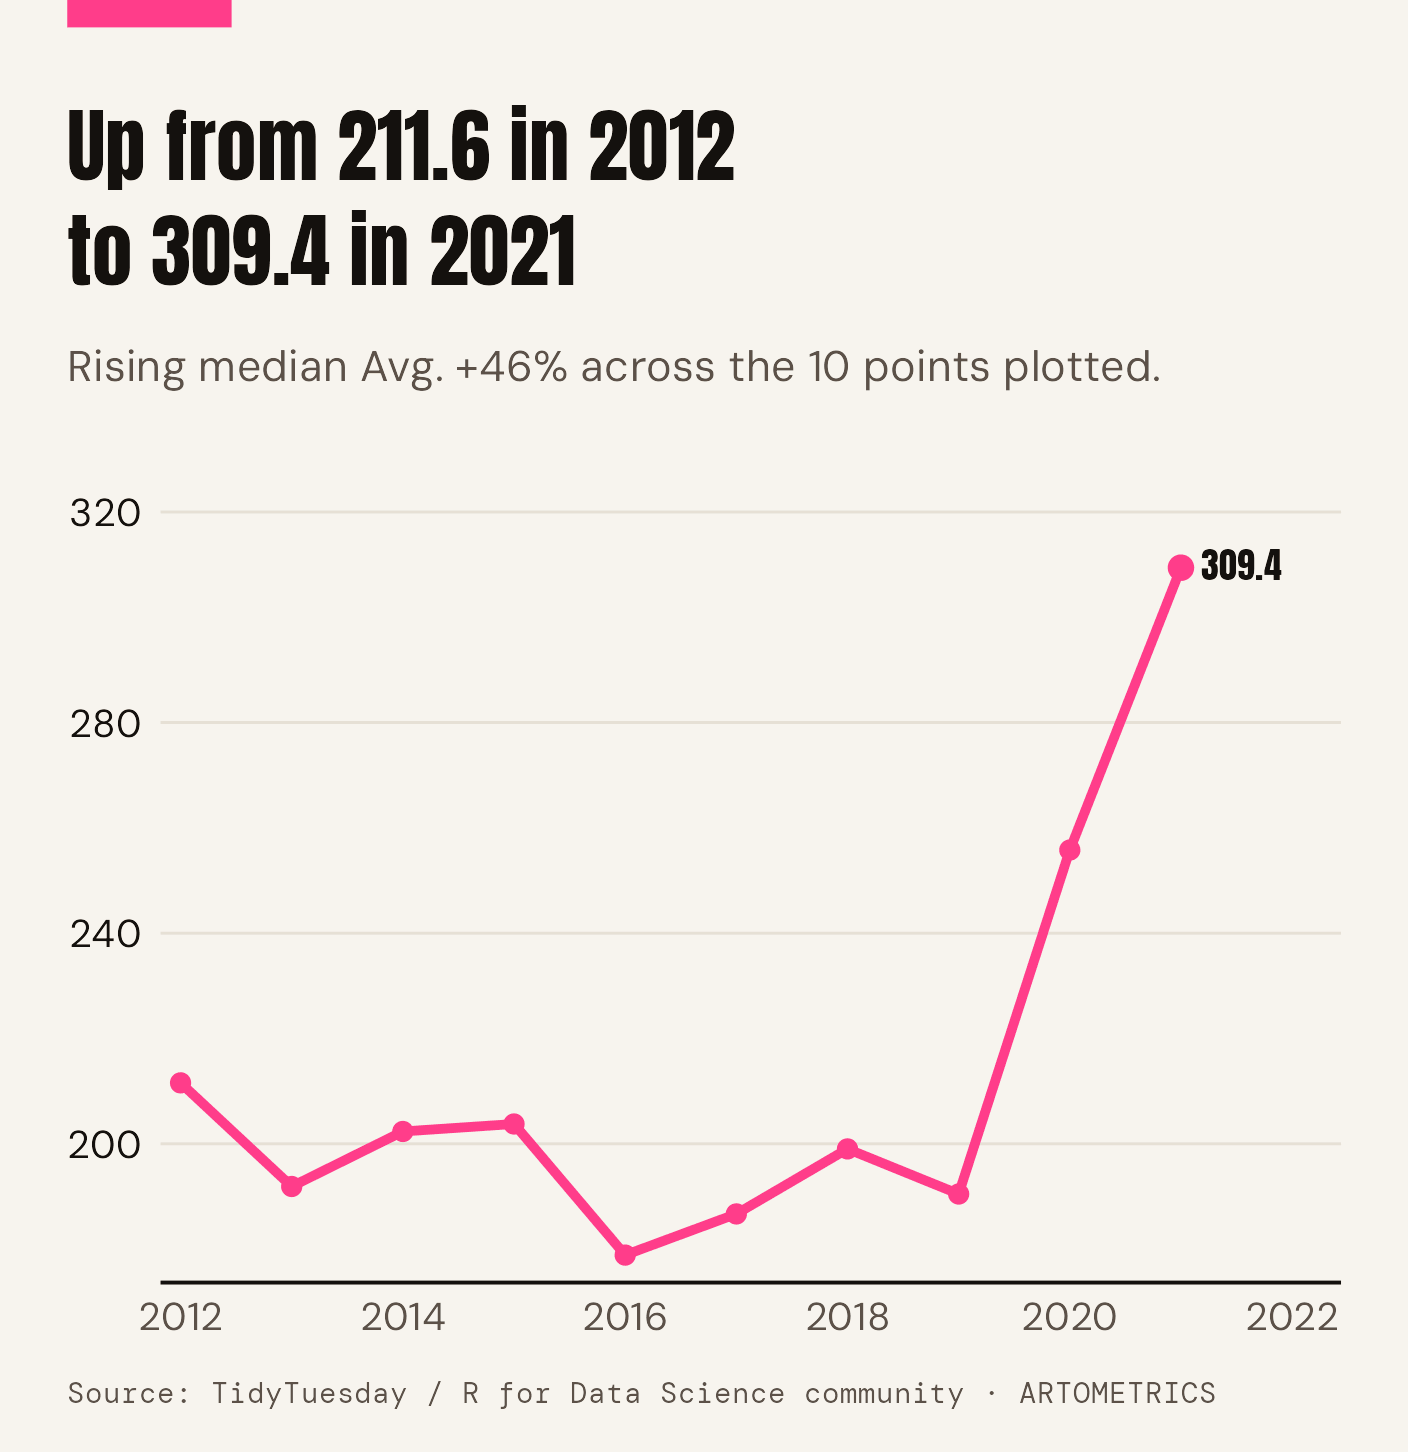 Up from 211.6 in 2012
to 309.4 in 2021
Rising median Avg. +46% across the 10 points plotted.
320
309.4
280
240
200
2012 2014 2016 2018 2020 2022
Source: TidyTuesday / R for Data Science community · ARTOMETRICS